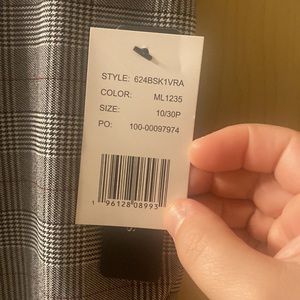 STYLE: 624BSK1VRA
COLOR: ML1235
SIZE: 10/30P
PO: 100-00097974
1 96128 08993
S